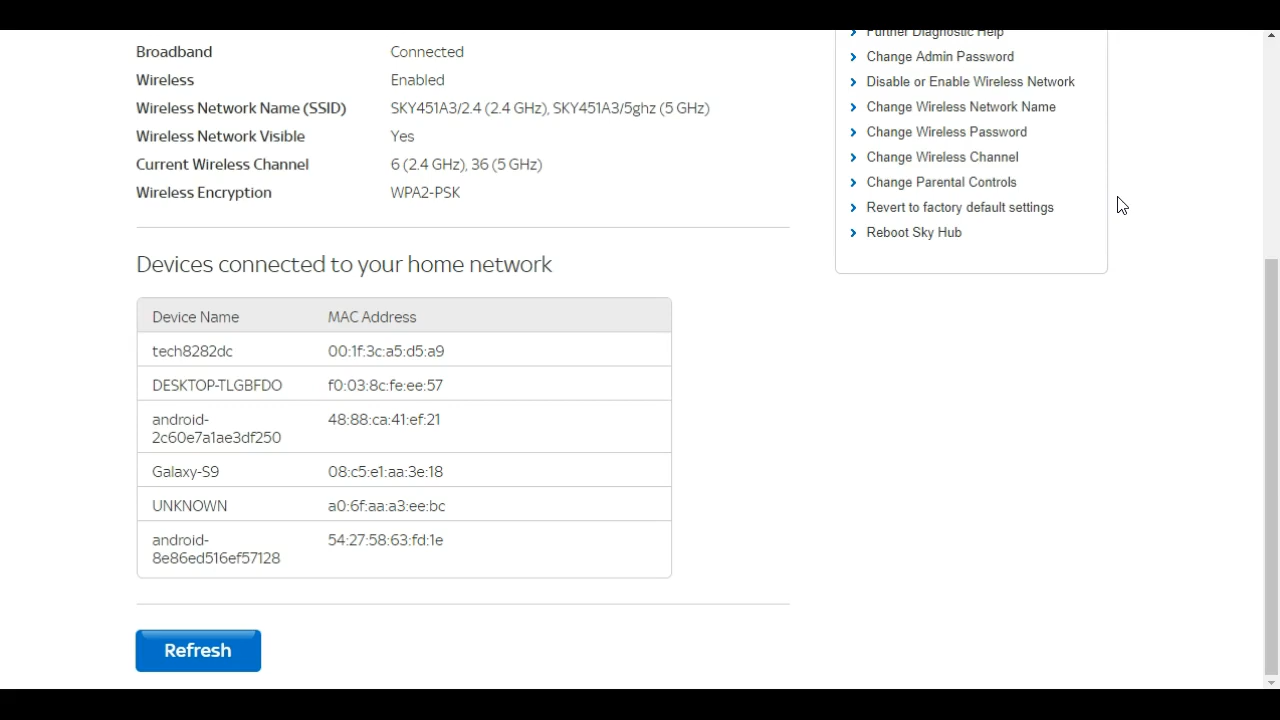 Broadband Connected
Wireless Enabled
Wireless Network Name (SSID) SKY451A3/2.4 (2.4 GHz), SKY451A3/5ghz (5 GHz)
Wireless Network Visible Yes
Current Wireless Channel 6 (2.4 GHz), 36 (5 GHz)
Wireless Encryption WPA2-PSK
Devices connected to your home network
Device Name MAC Address
tech8282dc 00:1f:3c:a5:d5:a9
DESKTOP-TLGBFDO f0:03:8c:fe:ee:57
android- 48:88:ca:41:ef:21
2c60e7a1ae3df250
Galaxy-S9 08:c5:e1:aa:3e:18
UNKNOWN a0:6f:aa:a3:ee:bc
android- 54:27:58:63:fd:1e
8e86ed516ef57128
Refresh
Further Diagnostic Help
Change Admin Password
Disable or Enable Wireless Network
Change Wireless Network Name
Change Wireless Password
Change Wireless Channel
Change Parental Controls
Revert to factory default settings
Reboot Sky Hub